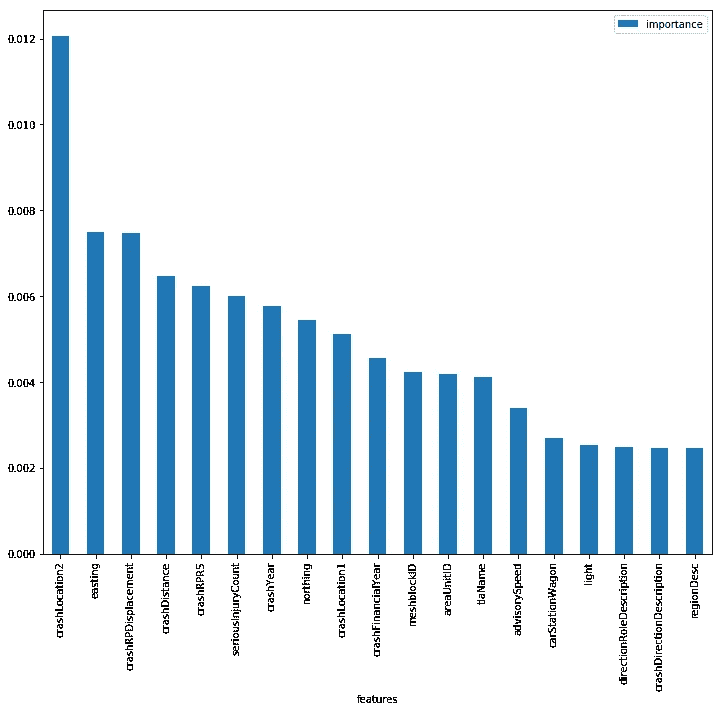 importance
0.012
0.010
0.008
0.006
0.004
0.002
0.000
crashLocation2
easting
crashRPDisplacement
crashDistance
crashRPRS
seriousInjuryCount
crashYear
northing
crashLocation1
crashFinancialYear
meshblockID
areaUnitID
tlaName
advisorySpeed
carStationWagon
light
directionRoleDescription
crashDirectionDescription
regionDesc
features